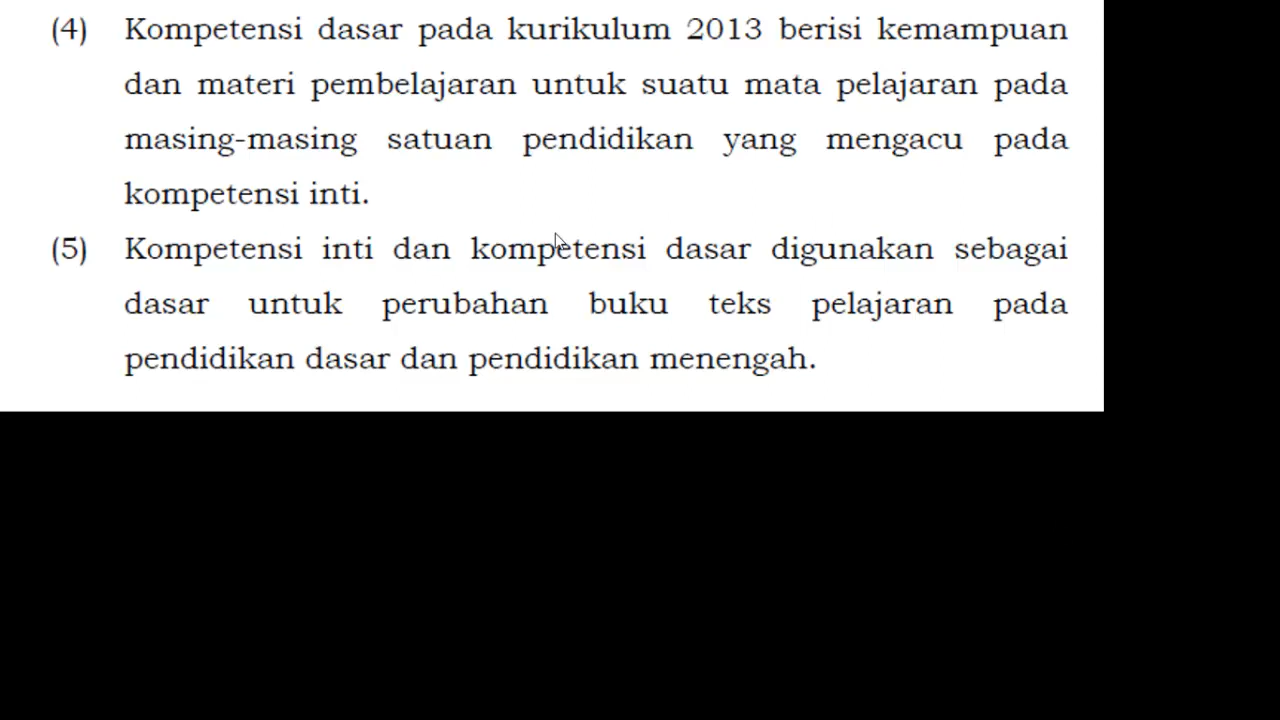 (4) Kompetensi dasar pada kurikulum 2013 berisi kemampuan
dan materi pembelajaran untuk suatu mata pelajaran pada
masing-masing satuan pendidikan yang mengacu pada
kompetensi inti.
(5) Kompetensi inti dan kompetensi dasar digunakan sebagai
dasar untuk perubahan buku teks pelajaran pada
pendidikan dasar dan pendidikan menengah.